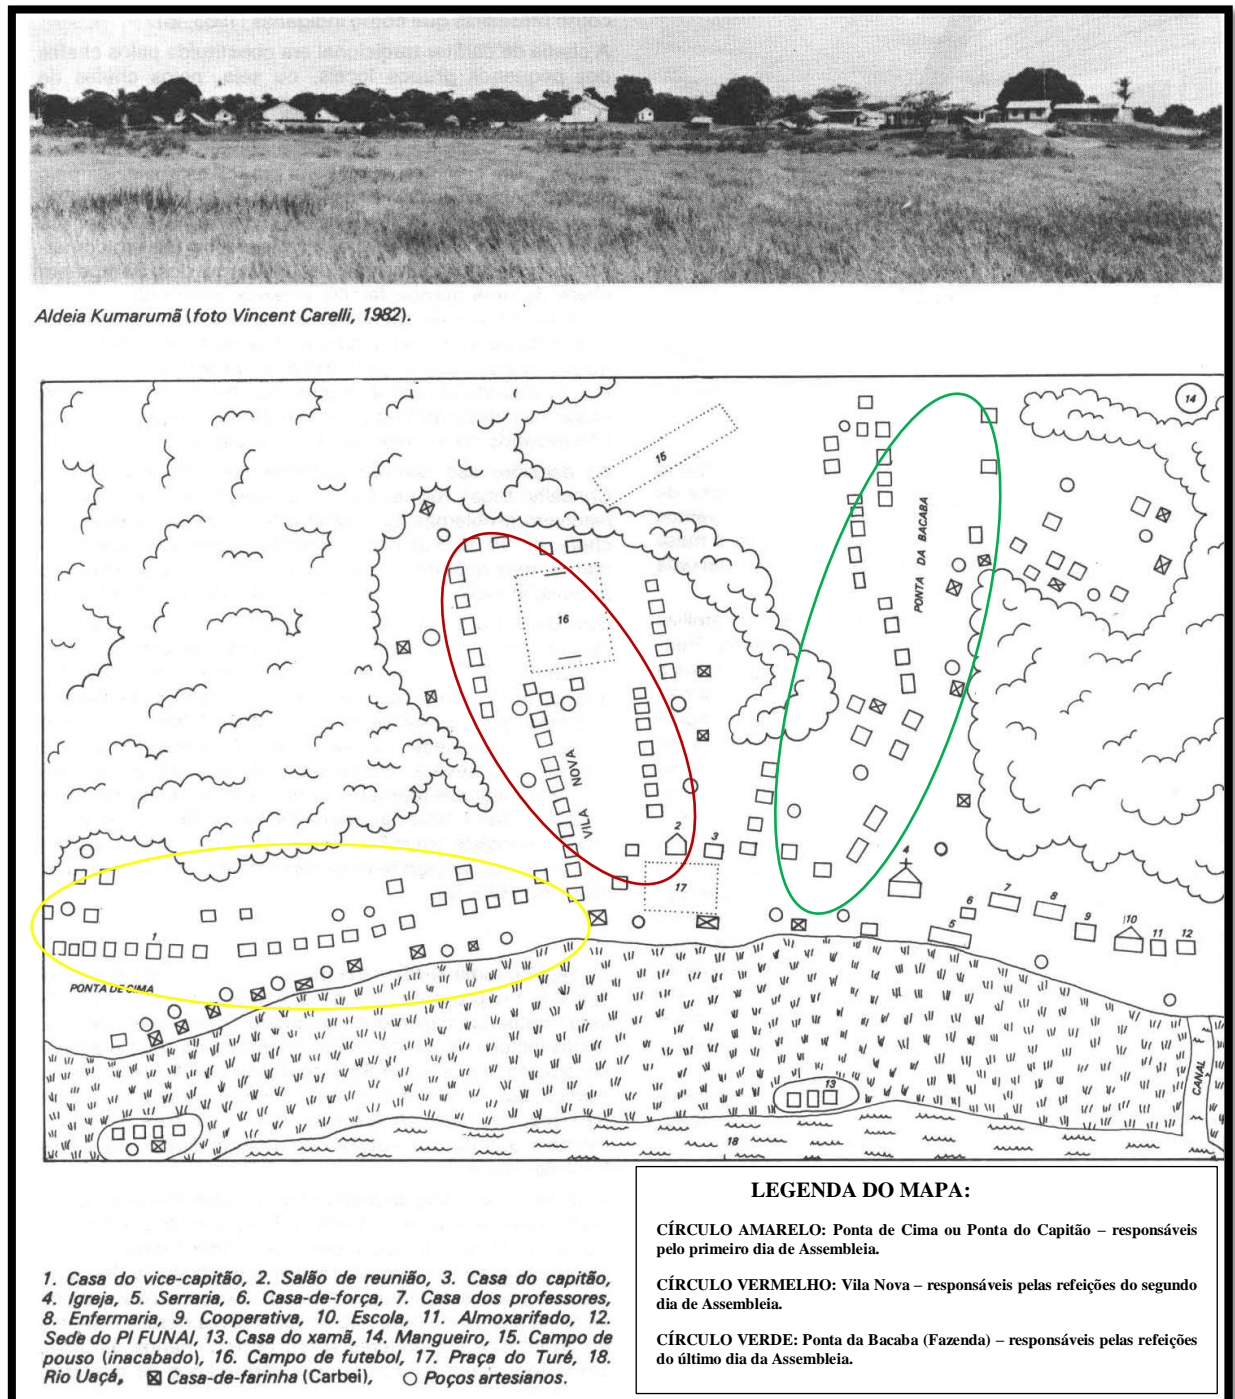 Aldeia Kumarumã (foto Vincent Carelli, 1982).
14
15
PONTA DA BACABA
16
VILA NOVA
2
3
17
4
1
PONTA DE CIMA
5
6
7
8
9
10
11
12
13
CANAL
18
LEGENDA DO MAPA:
CÍRCULO AMARELO: Ponta de Cima ou Ponta do Capitão – responsáveis
pelo primeiro dia de Assembleia.
CÍRCULO VERMELHO: Vila Nova – responsáveis pelas refeições do segundo
dia de Assembleia.
CÍRCULO VERDE: Ponta da Bacaba (Fazenda) – responsáveis pelas refeições
do último dia da Assembleia.
1. Casa do vice-capitão, 2. Salão de reunião, 3. Casa do capitão,
4. Igreja, 5. Serraria, 6. Casa-de-força, 7. Casa dos professores,
8. Enfermaria, 9. Cooperativa, 10. Escola, 11. Almoxarifado, 12.
Sede do PI FUNAI, 13. Casa do xamã, 14. Mangueiro, 15. Campo de
pouso (inacabado), 16. Campo de futebol, 17. Praça do Turé, 18.
Rio Uaçá, Casa-de-farinha (Carbei), Poços artesianos.